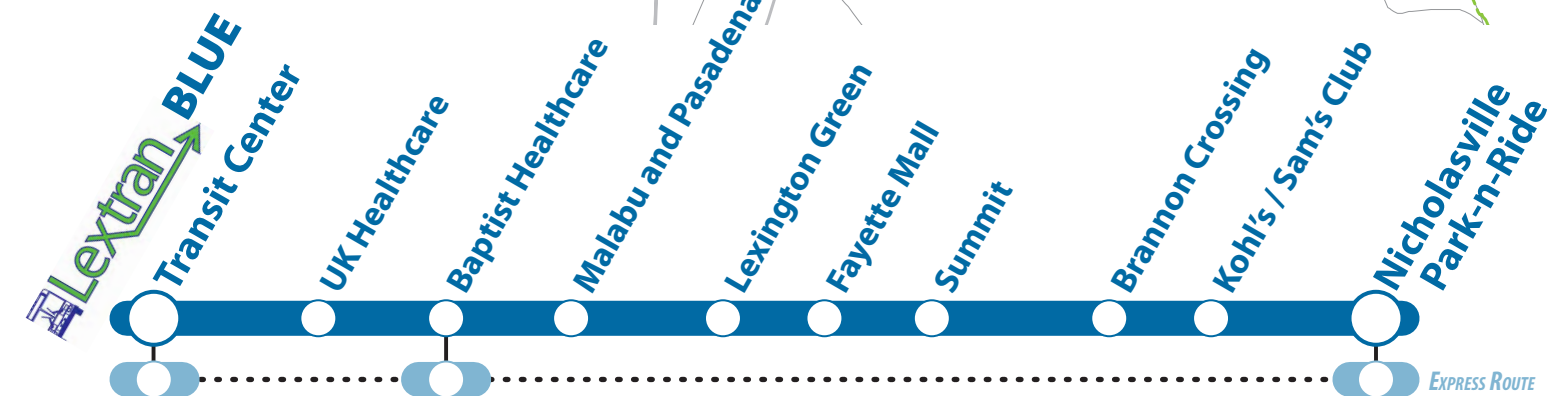 Lextran BLUE
Transit Center
UK Healthcare
Baptist Healthcare
Malabu and Pasadena
Lexington Green
Fayette Mall
Summit
Brannon Crossing
Kohl's / Sam's Club
Nicholasville
Park-n-Ride
EXPRESS ROUTE